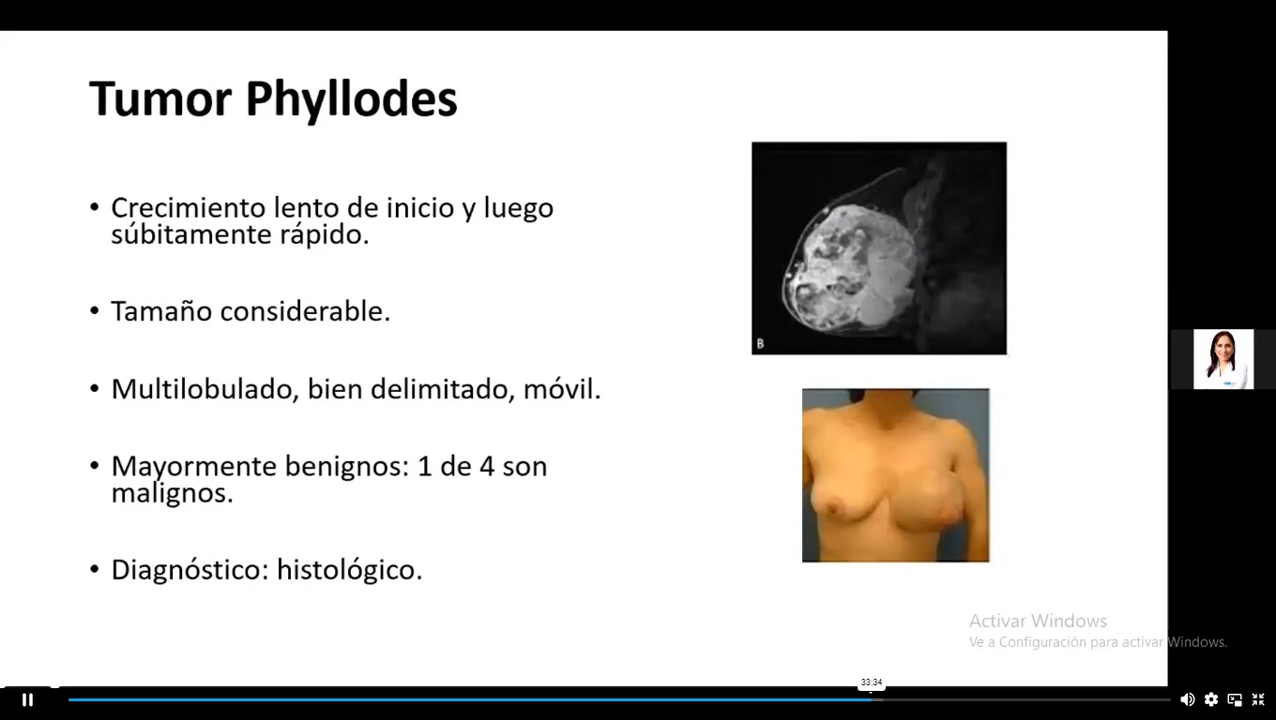 Tumor Phyllodes
• Crecimiento lento de inicio y luego
súbitamente rápido.
• Tamaño considerable.
• Multilobulado, bien delimitado, móvil.
• Mayormente benignos: 1 de 4 son
malignos.
• Diagnóstico: histológico.
B
Activar Windows
Ve a Configuración para activar Windows.
33:34